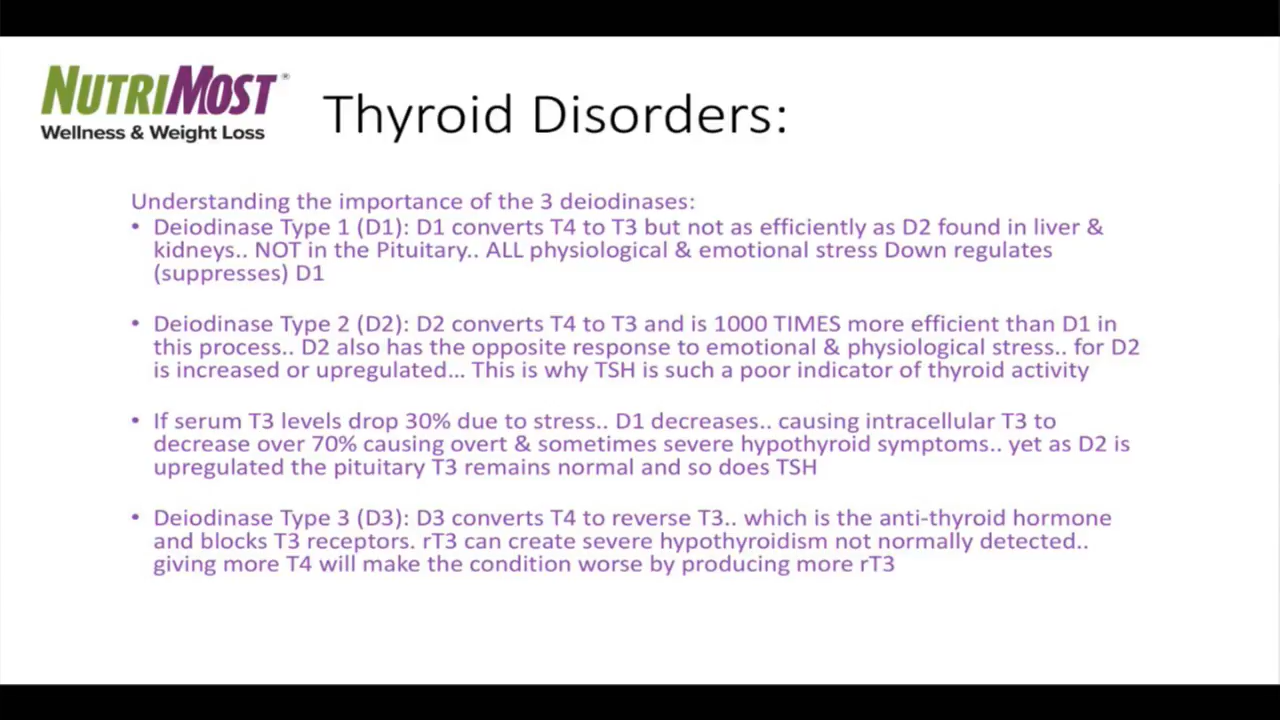 NUTRIMOST®
Wellness & Weight Loss
Thyroid Disorders:
Understanding the importance of the 3 deiodinases:
• Deiodinase Type 1 (D1): D1 converts T4 to T3 but not as efficiently as D2 found in liver &
kidneys.. NOT in the Pituitary.. ALL physiological & emotional stress Down regulates
(suppresses) D1
• Deiodinase Type 2 (D2): D2 converts T4 to T3 and is 1000 TIMES more efficient than D1 in
this process.. D2 also has the opposite response to emotional & physiological stress.. for D2
is increased or upregulated... This is why TSH is such a poor indicator of thyroid activity
• If serum T3 levels drop 30% due to stress.. D1 decreases.. causing intracellular T3 to
decrease over 70% causing overt & sometimes severe hypothyroid symptoms.. yet as D2 is
upregulated the pituitary T3 remains normal and so does TSH
• Deiodinase Type 3 (D3): D3 converts T4 to reverse T3.. which is the anti-thyroid hormone
and blocks T3 receptors. rT3 can create severe hypothyroidism not normally detected..
giving more T4 will make the condition worse by producing more rT3